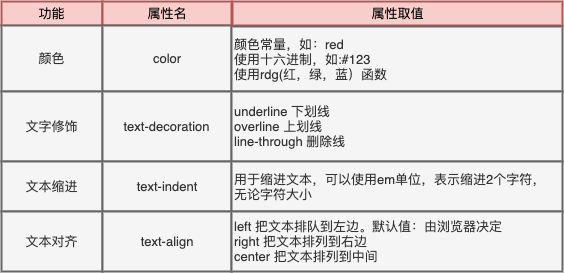 功能 属性名 属性取值
颜色 color 颜色常量，如：red
使用十六进制，如:#123
使用rdg(红，绿，蓝）函数
文字修饰 text-decoration underline 下划线
overline 上划线
line-through 删除线
文本缩进 text-indent 用于缩进文本，可以使用em单位，表示缩进2个字符，
无论字符大小
文本对齐 text-align left 把文本排队到左边。默认值：由浏览器决定
right 把文本排列到右边
center 把文本排列到中间